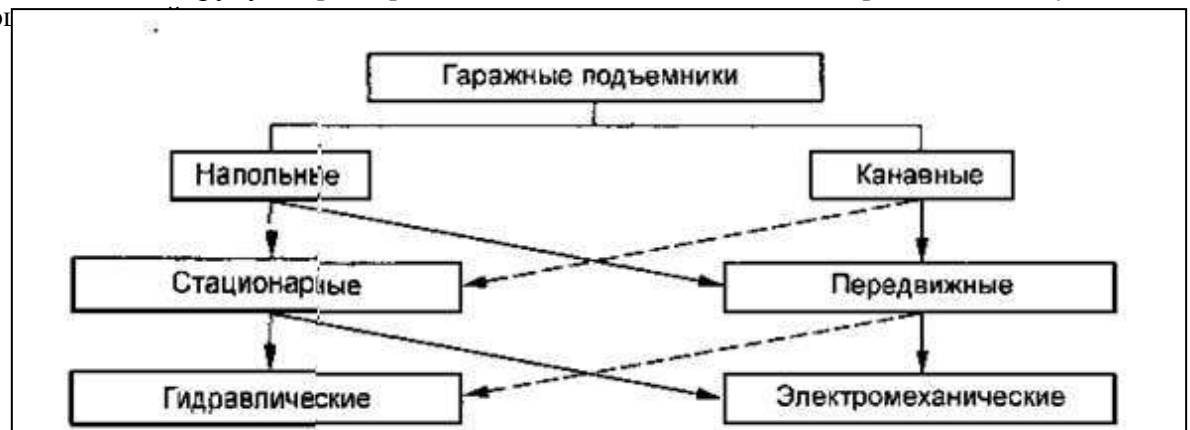 Гаражные подъемники
Напольные Канавные
Стационарные Передвижные
Гидравлические Электромеханические